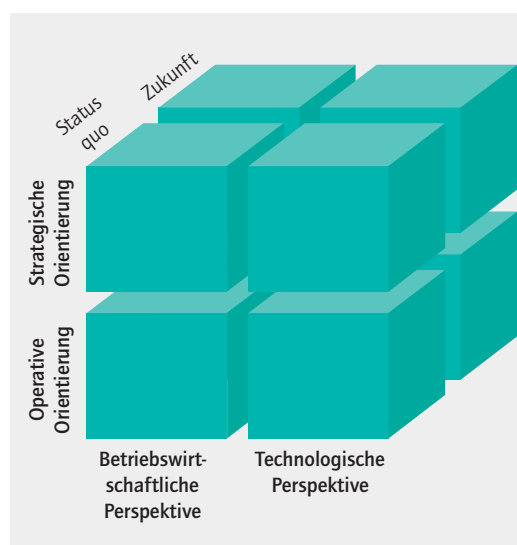 Zukunft
Status
quo
Strategische
Orientierung
Operative
Orientierung
Betriebswirt-
schaftliche
Perspektive
Technologische
Perspektive